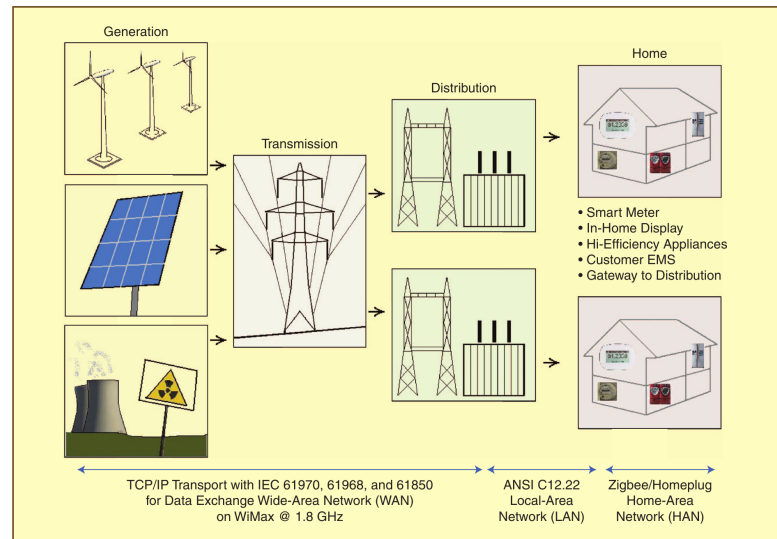 Generation
Home
Distribution
Transmission
• Smart Meter
• In-Home Display
• Hi-Efficiency Appliances
• Customer EMS
• Gateway to Distribution
TCP/IP Transport with IEC 61970, 61968, and 61850
for Data Exchange Wide-Area Network (WAN)
on WiMax @ 1.8 GHz
ANSI C12.22
Local-Area
Network (LAN)
Zigbee/Homeplug
Home-Area
Network (HAN)